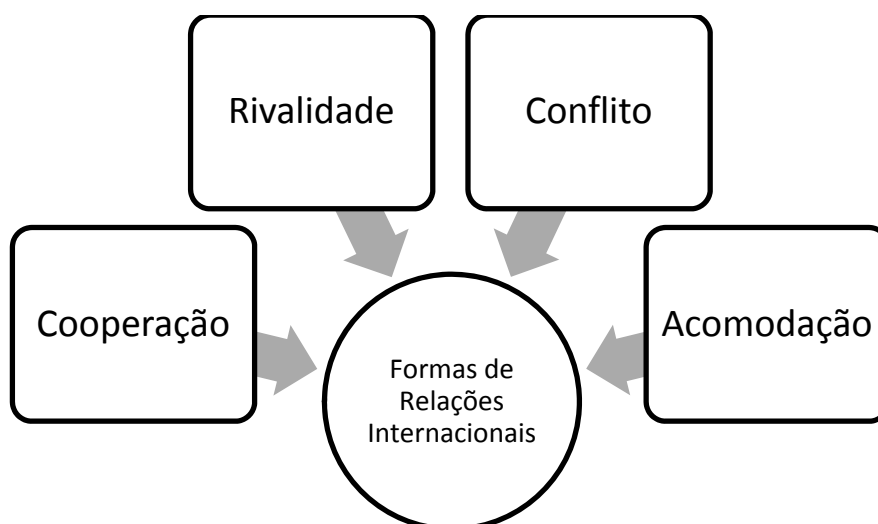 Rivalidade
Conflito
Cooperação
Acomodação
Formas de
Relações
Internacionais